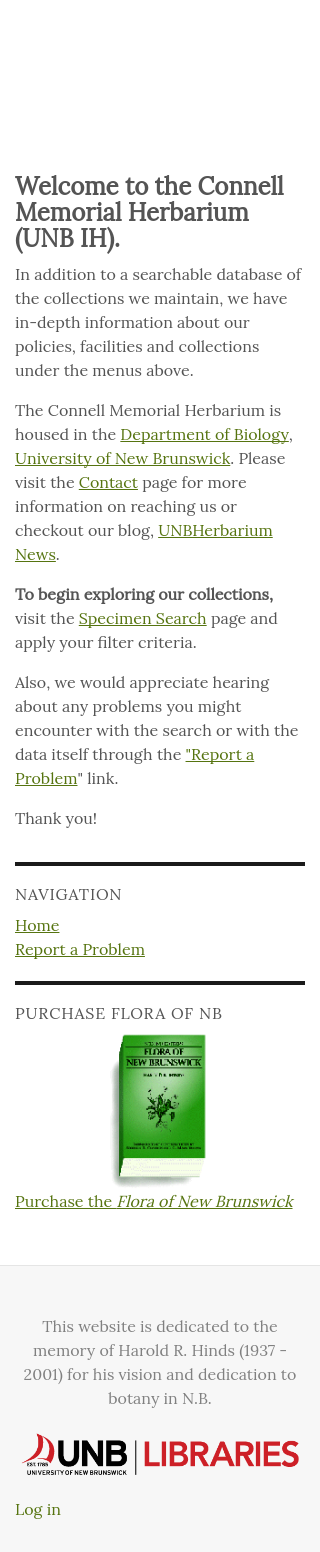 Welcome to the Connell
Memorial Herbarium
(UNB IH).
In addition to a searchable database of
the collections we maintain, we have
in-depth information about our
policies, facilities and collections
under the menus above.
The Connell Memorial Herbarium is
housed in the Department of Biology,
University of New Brunswick. Please
visit the Contact page for more
information on reaching us or
checkout our blog, UNBHerbarium
News.
To begin exploring our collections,
visit the Specimen Search page and
apply your filter criteria.
Also, we would appreciate hearing
about any problems you might
encounter with the search or with the
data itself through the "Report a
Problem" link.
Thank you!
NAVIGATION
Home
Report a Problem
PURCHASE FLORA OF NB
FLORA OF
NEW BRUNSWICK
Purchase the Flora of New Brunswick
This website is dedicated to the
memory of Harold R. Hinds (1937 -
2001) for his vision and dedication to
botany in N.B.
EST. 1785 UNB LIBRARIES
UNIVERSITY OF NEW BRUNSWICK
Log in